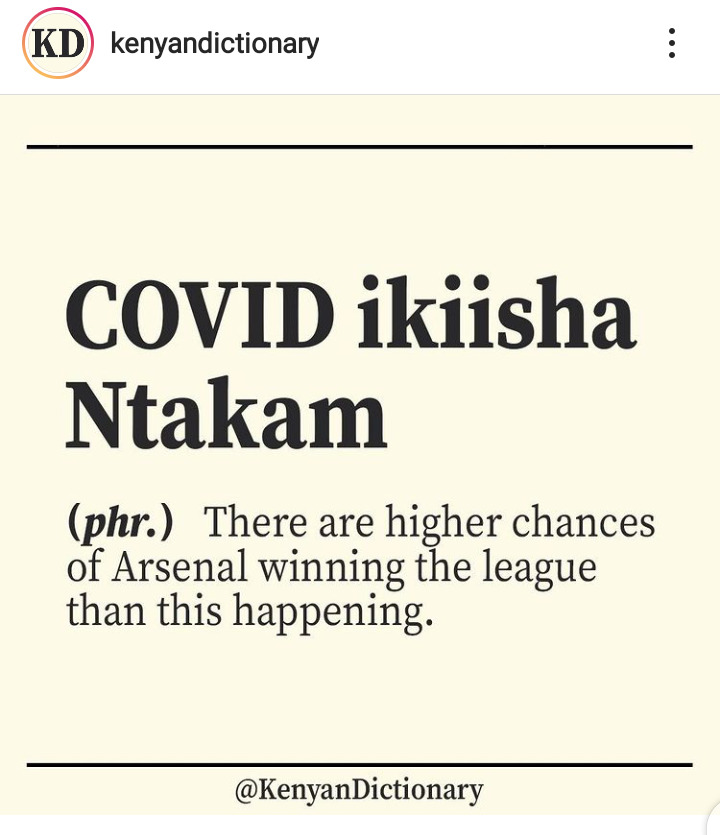 KD kenyandictionary
COVID ikiisha
Ntakam
(phr.) There are higher chances
of Arsenal winning the league
than this happening.
@KenyanDictionary